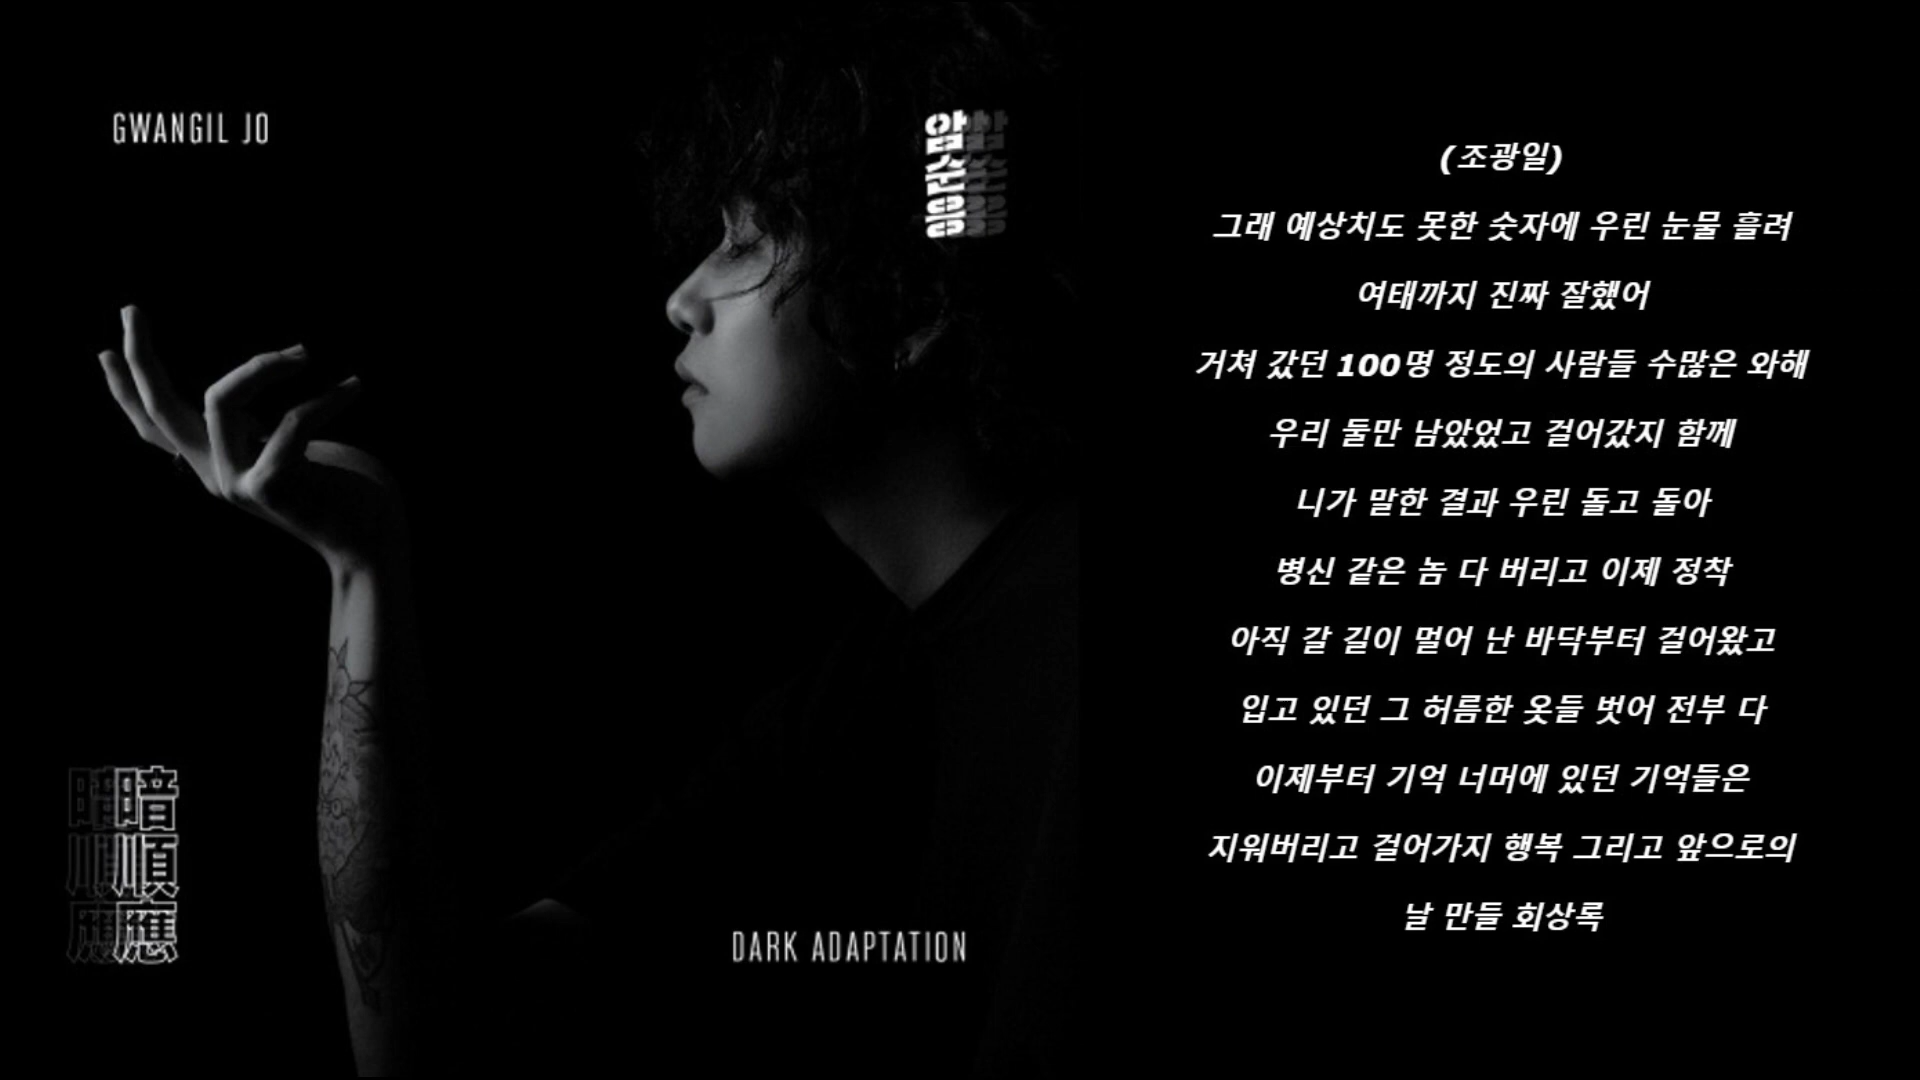 GWANGIL JO
암순응
暗順應
DARK ADAPTATION
(조광일)
그래 예상치도 못한 숫자에 우린 눈물 흘려
여태까지 진짜 잘했어
거쳐 갔던 100명 정도의 사람들 수많은 와해
우리 둘만 남았었고 걸어갔지 함께
니가 말한 결과 우린 돌고 돌아
병신 같은 놈 다 버리고 이제 정착
아직 갈 길이 멀어 난 바닥부터 걸어왔고
입고 있던 그 허름한 옷들 벗어 전부 다
이제부터 기억 너머에 있던 기억들은
지워버리고 걸어가지 행복 그리고 앞으로의
날 만들 회상록